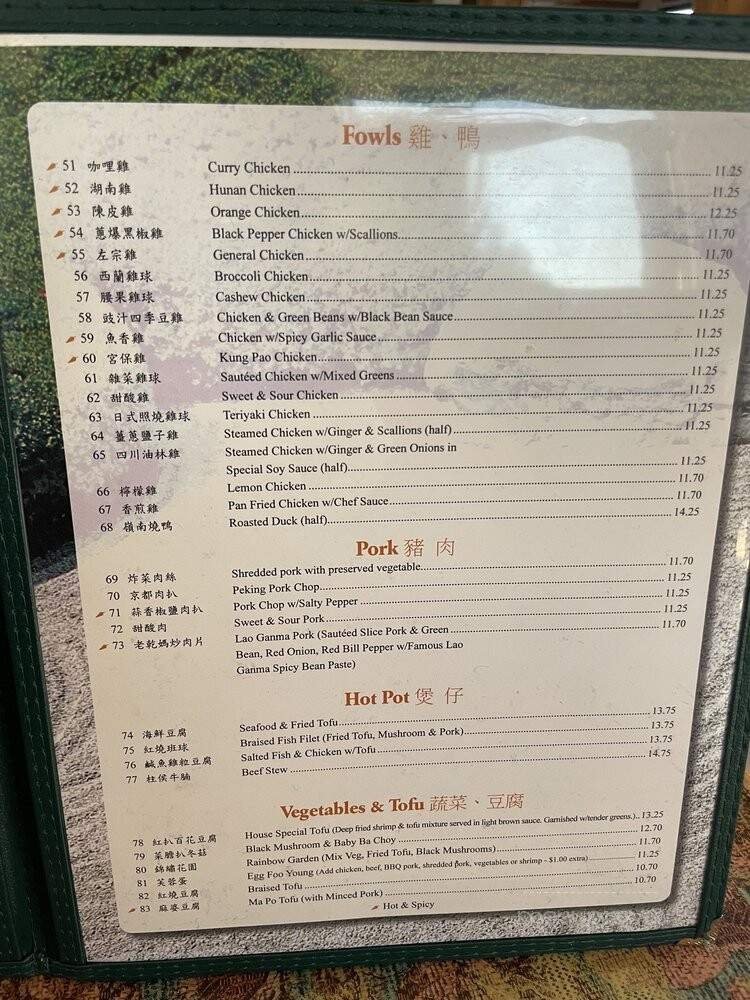 Fowls 雞、鴨
51 咖哩雞 Curry Chicken 11.25
52 湖南雞 Hunan Chicken 11.25
53 陳皮雞 Orange Chicken 12.25
54 蔥爆黑椒雞 Black Pepper Chicken w/Scallions 11.70
55 左宗雞 General Chicken 11.70
56 西蘭雞球 Broccoli Chicken 11.25
57 腰果雞球 Cashew Chicken 11.25
58 豉汁四季豆雞 Chicken & Green Beans w/Black Bean Sauce 11.25
59 魚香雞 Chicken w/Spicy Garlic Sauce 11.25
60 宮保雞 Kung Pao Chicken 11.25
61 雜菜雞球 Sautéed Chicken w/Mixed Greens 11.25
62 甜酸雞 Sweet & Sour Chicken 11.25
63 日式照燒雞球 Teriyaki Chicken 11.25
64 薑蔥鹽子雞 Steamed Chicken w/Ginger & Scallions (half) 11.25
65 四川油林雞 Steamed Chicken w/Ginger & Green Onions in
Special Soy Sauce (half) 11.25
66 檸檬雞 Lemon Chicken 11.70
67 香煎雞 Pan Fried Chicken w/Chef Sauce 11.70
68 嶺南燒鴨 Roasted Duck (half) 14.25
Pork 豬肉
69 炸菜肉絲 Shredded pork with preserved vegetable 11.70
70 京都肉扒 Peking Pork Chop 11.25
71 蒜香椒鹽肉扒 Pork Chop w/Salty Pepper 11.25
72 甜酸肉 Sweet & Sour Pork 11.25
73 老乾媽炒肉片 Lao Ganma Pork (Sautéed Slice Pork & Green 11.70
Bean, Red Onion, Red Bill Pepper w/Famous Lao
Ganma Spicy Bean Paste)
Hot Pot 煲仔
74 海鮮豆腐 Seafood & Fried Tofu 13.75
75 紅燒班球 Braised Fish Filet (Fried Tofu, Mushroom & Pork) 13.75
76 鹹魚雞粒豆腐 Salted Fish & Chicken w/Tofu 13.75
77 柱侯牛腩 Beef Stew 14.75
Vegetables & Tofu 蔬菜、豆腐
78 紅扒百花豆腐 House Special Tofu (Deep fried shrimp & tofu mixture served in light brown sauce. Garnished w/tender greens.) 13.25
79 菜膽扒冬菇 Black Mushroom & Baby Ba Choy 12.70
80 錦繡花園 Rainbow Garden (Mix Veg, Fried Tofu, Black Mushrooms) 11.70
81 芙蓉蛋 Egg Foo Young (Add chicken, beef, BBQ pork, shredded pork, vegetables or shrimp - $1.00 extra) 11.25
82 紅燒豆腐 Braised Tofu 10.70
83 麻婆豆腐 Ma Po Tofu (with Minced Pork) 10.70
Hot & Spicy